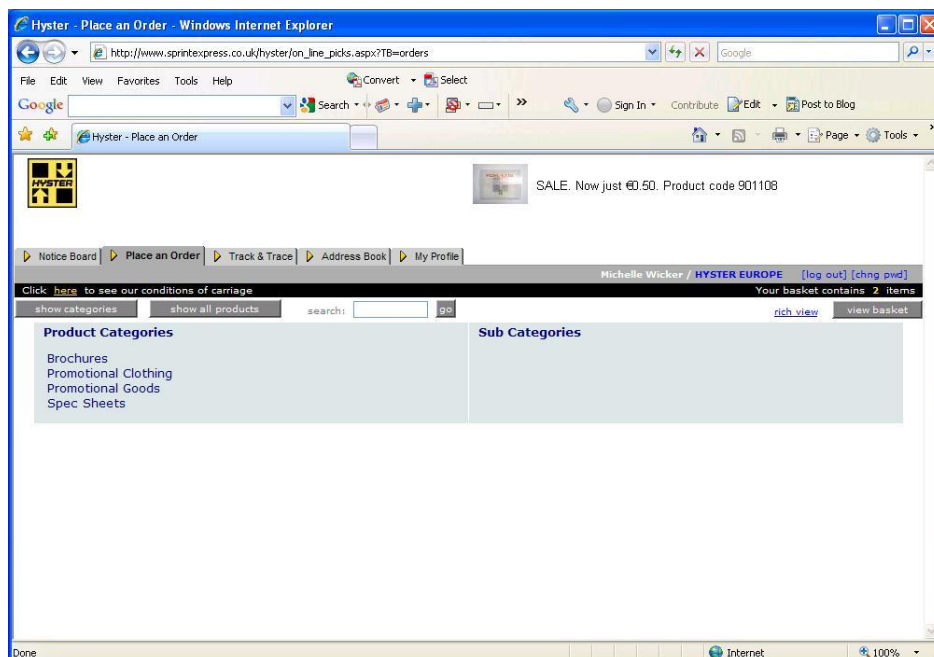 Hyster - Place an Order - Windows Internet Explorer
http://www.sprintexpress.co.uk/hyster/on_line_picks.aspx?TB=orders
Google
File Edit View Favorites Tools Help
Convert Select
Google
Search
»
Sign In
Contribute
Edit
Post to Blog
Hyster - Place an Order
Page
Tools
»
HYSTER
SALE. Now just €0.50. Product code 901108
Notice Board
Place an Order
Track & Trace
Address Book
My Profile
Michelle Wicker / HYSTER EUROPE [log out] [chng pwd]
Click here to see our conditions of carriage
Your basket contains 2 items
show categories
show all products
search:
go
rich view
view basket
Product Categories
Sub Categories
Brochures
Promotional Clothing
Promotional Goods
Spec Sheets
Done
Internet
100%